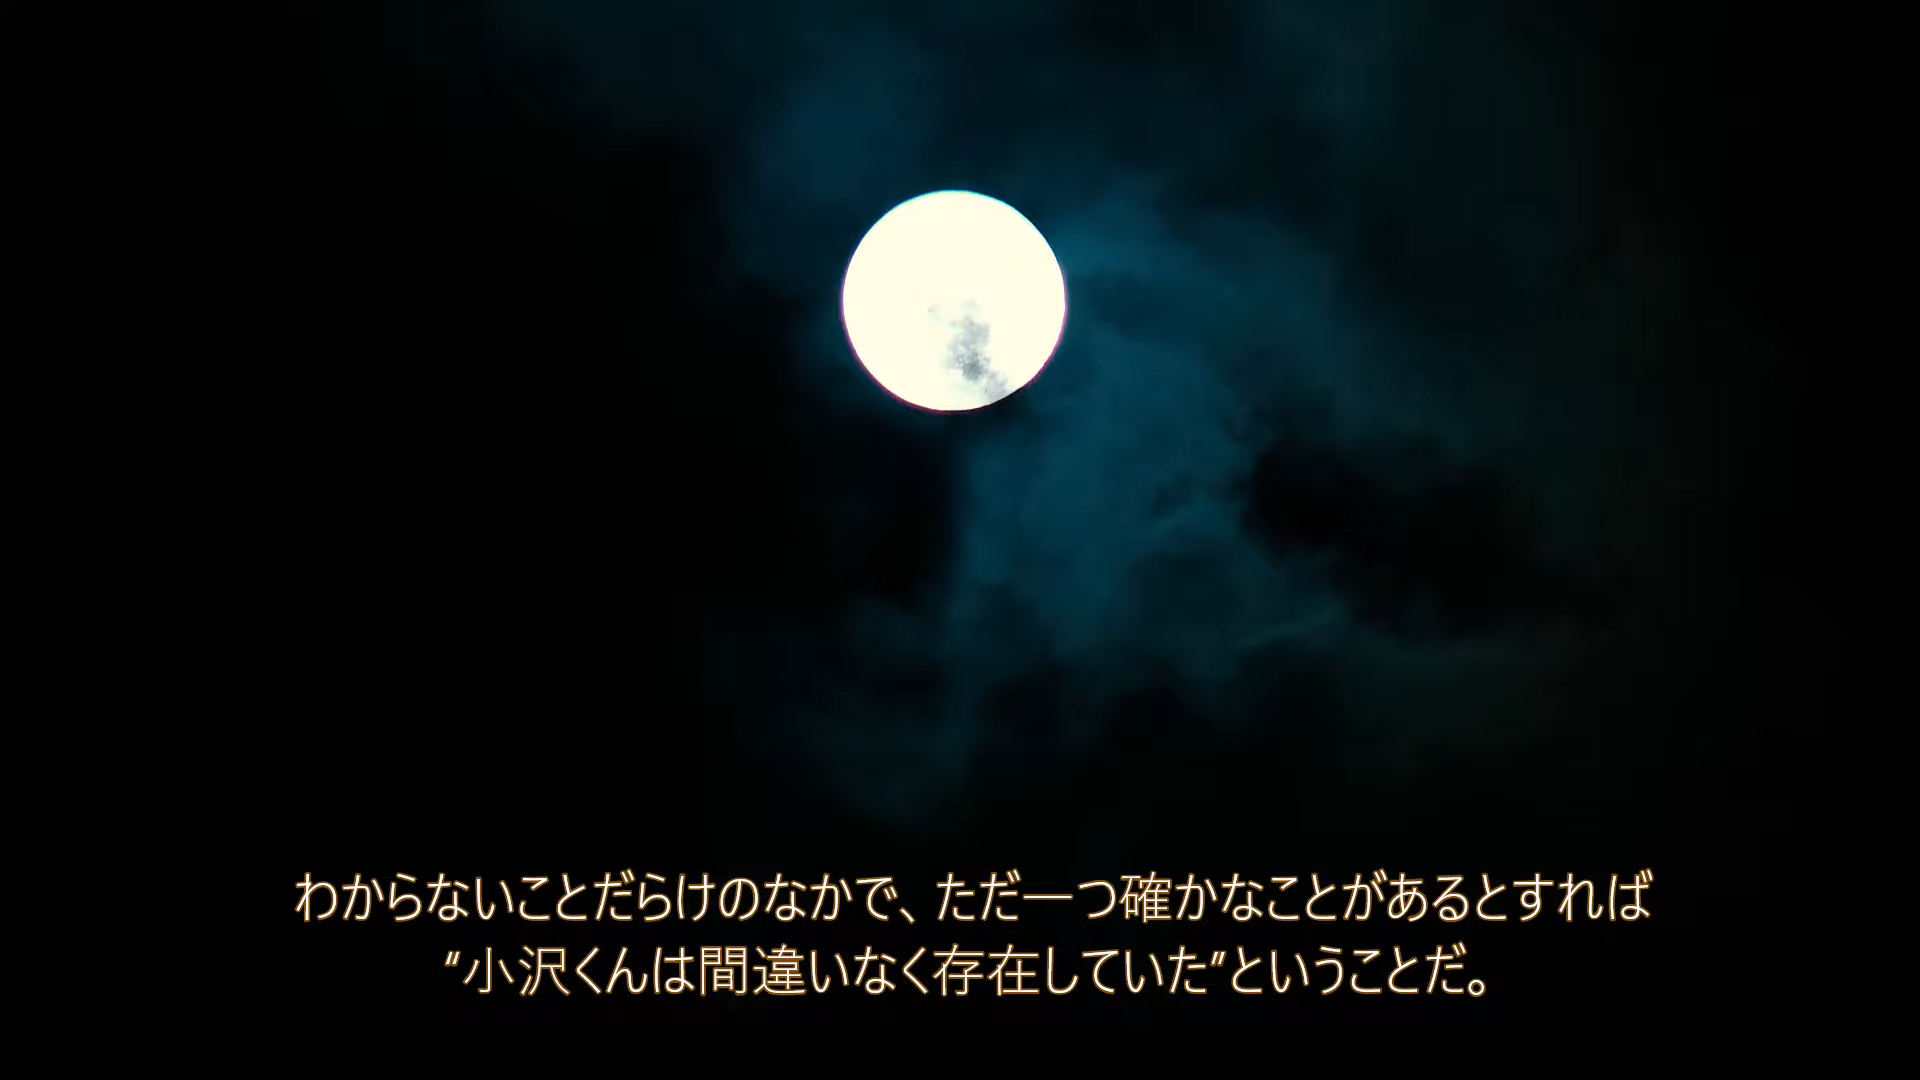 わからないことだらけのなかで、ただ一つ確かなことがあるとすれば
“小沢くんは間違いなく存在していた”ということだ。